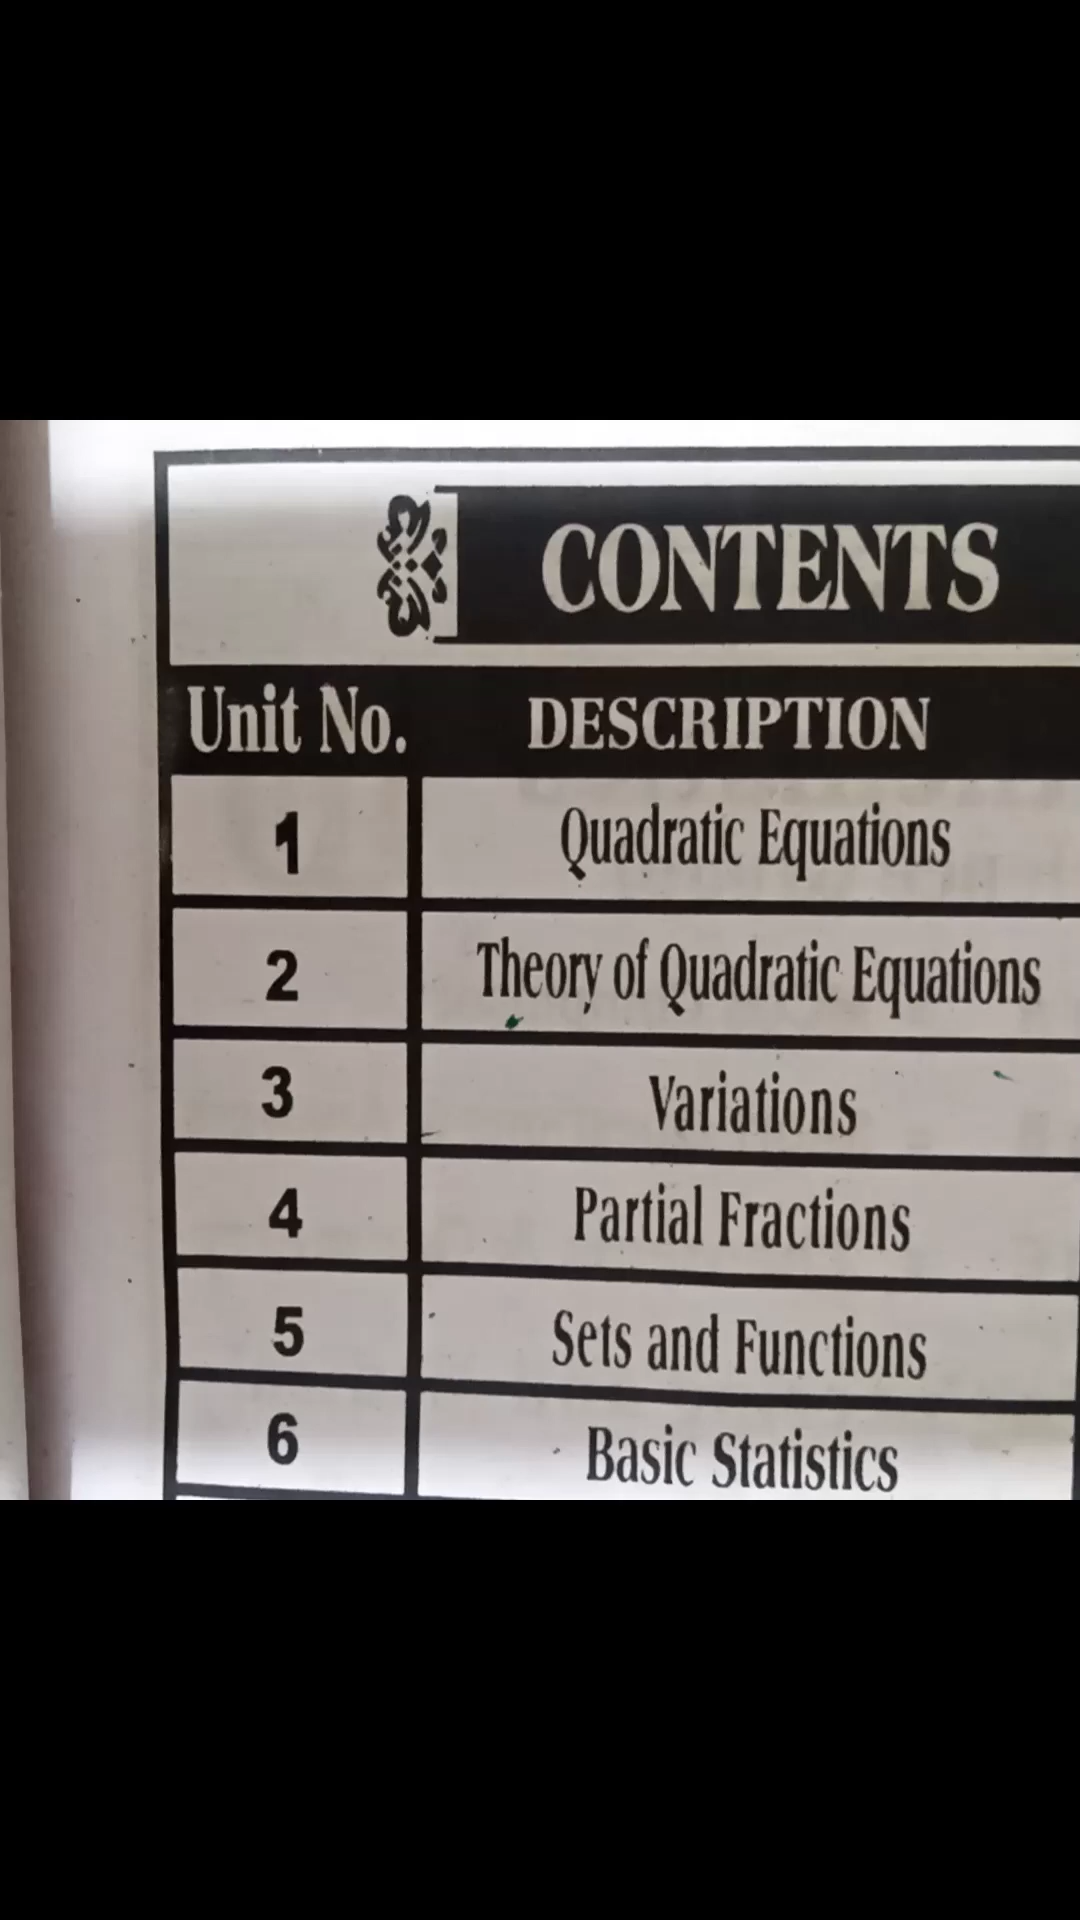 CONTENTS
Unit No. DESCRIPTION
1 Quadratic Equations
2 Theory of Quadratic Equations
3 Variations
4 Partial Fractions
5 Sets and Functions
6 Basic Statistics